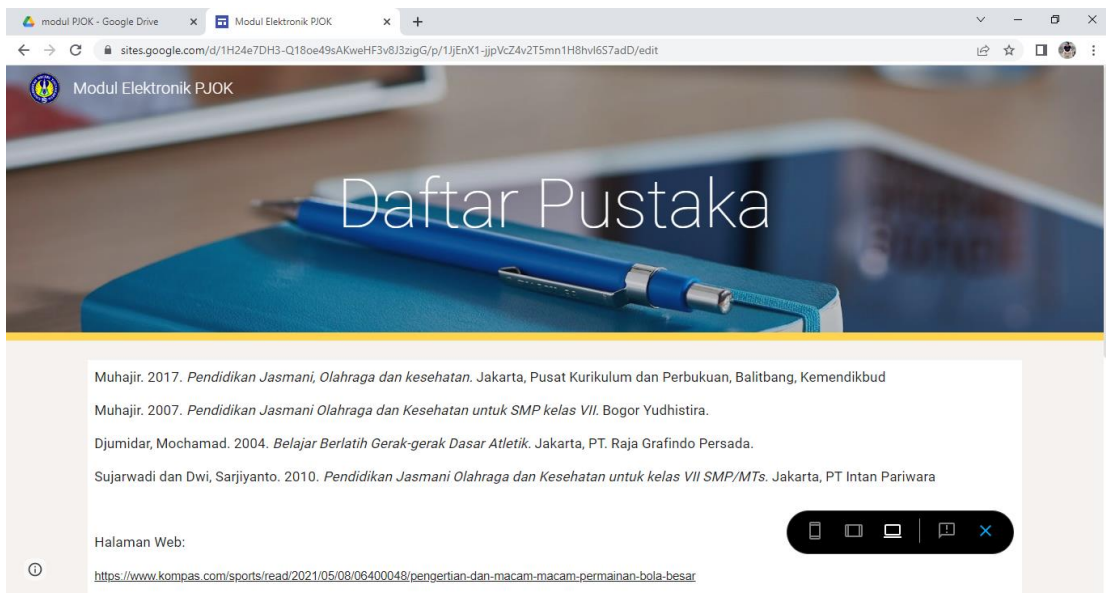 modul PJOK - Google Drive
Modul Elektronik PJOK
sites.google.com/d/1H24e7DH3-Q18oe49sAKweHF3v8J3zigG/p/1JjEnX1-jjpVcZ4v2T5mn1H8hvI6S7adD/edit
Modul Elektronik PJOK
Daftar Pustaka
Muhajir. 2017. Pendidikan Jasmani, Olahraga dan kesehatan. Jakarta, Pusat Kurikulum dan Perbukuan, Balitbang, Kemendikbud
Muhajir. 2007. Pendidikan Jasmani Olahraga dan Kesehatan untuk SMP kelas VII. Bogor Yudhistira.
Djumidar, Mochamad. 2004. Belajar Berlatih Gerak-gerak Dasar Atletik. Jakarta, PT. Raja Grafindo Persada.
Sujarwadi dan Dwi, Sarjiyanto. 2010. Pendidikan Jasmani Olahraga dan Kesehatan untuk kelas VII SMP/MTs. Jakarta, PT Intan Pariwara
Halaman Web:
https://www.kompas.com/sports/read/2021/05/08/06400048/pengertian-dan-macam-macam-permainan-bola-besar